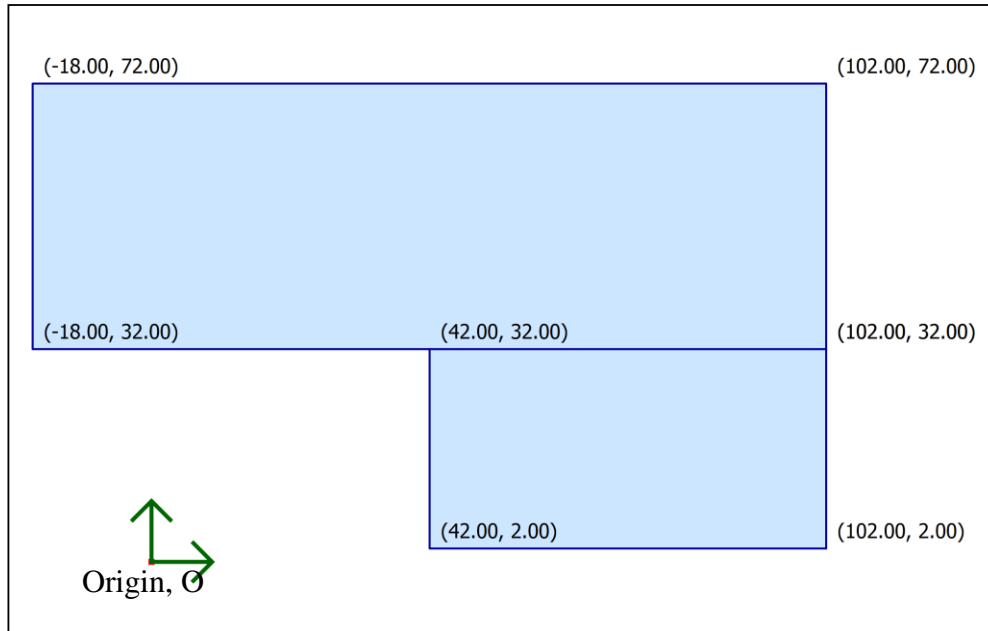 (-18.00, 72.00) (102.00, 72.00)
(-18.00, 32.00) (42.00, 32.00) (102.00, 32.00)
(42.00, 2.00) (102.00, 2.00)
Origin, O